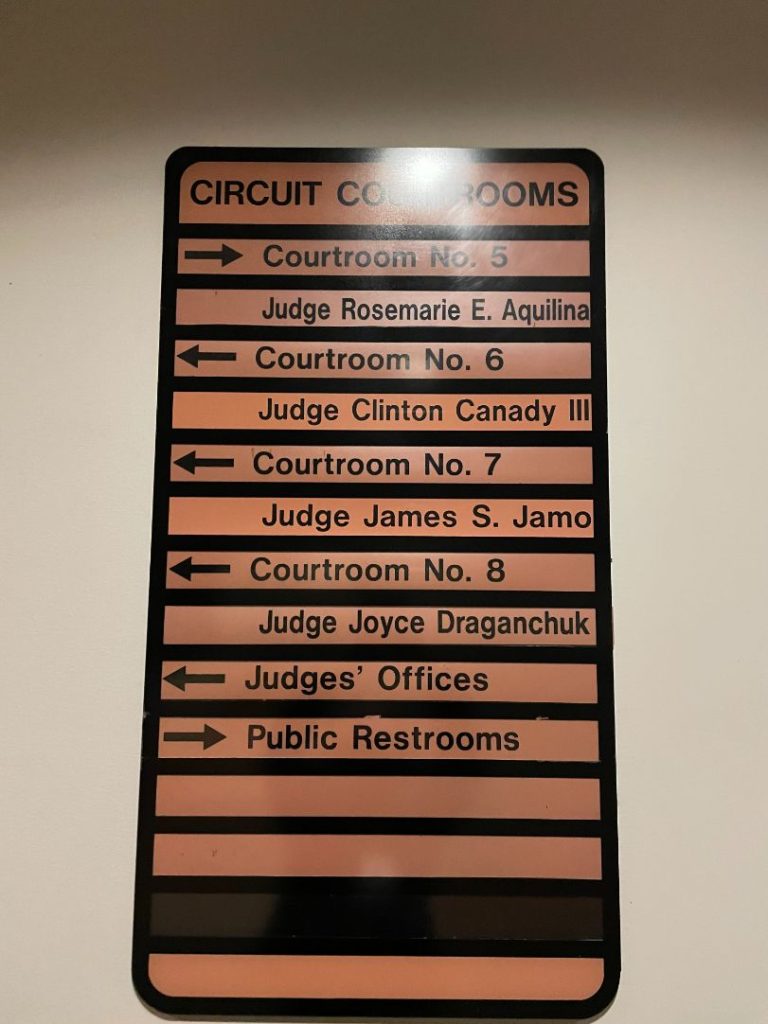 CIRCUIT COURTROOMS
→ Courtroom No. 5
Judge Rosemarie E. Aquilina
← Courtroom No. 6
Judge Clinton Canady III
← Courtroom No. 7
Judge James S. Jamo
← Courtroom No. 8
Judge Joyce Draganchuk
← Judges’ Offices
→ Public Restrooms